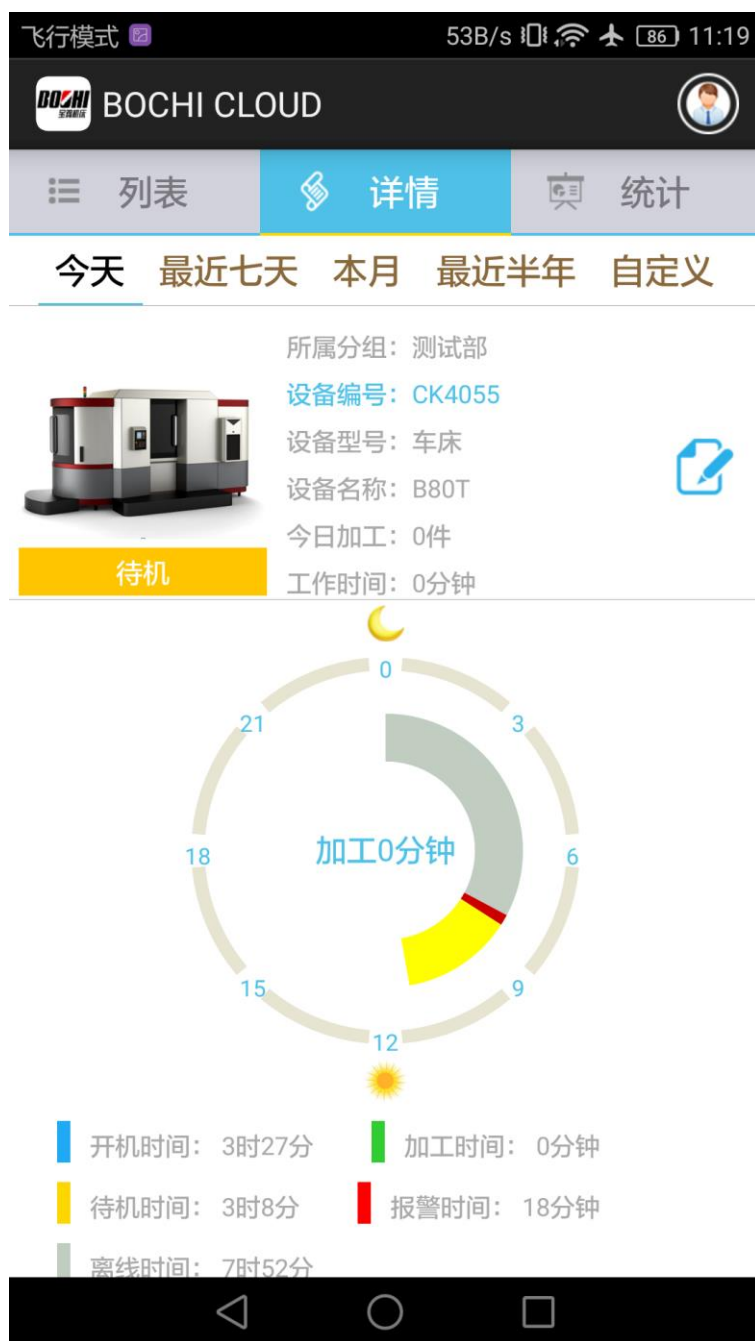 飞行模式 53B/s 86 11:19
BOCHI 宝驰机床 BOCHI CLOUD
列表 详情 统计
今天 最近七天 本月 最近半年 自定义
所属分组：测试部
设备编号：CK4055
设备型号：车床
设备名称：B80T
今日加工：0件
待机
工作时间：0分钟
0
21 3
加工0分钟
18 6
15 9
12
开机时间：3时27分 加工时间：0分钟
待机时间：3时8分 报警时间：18分钟
离线时间：7时52分